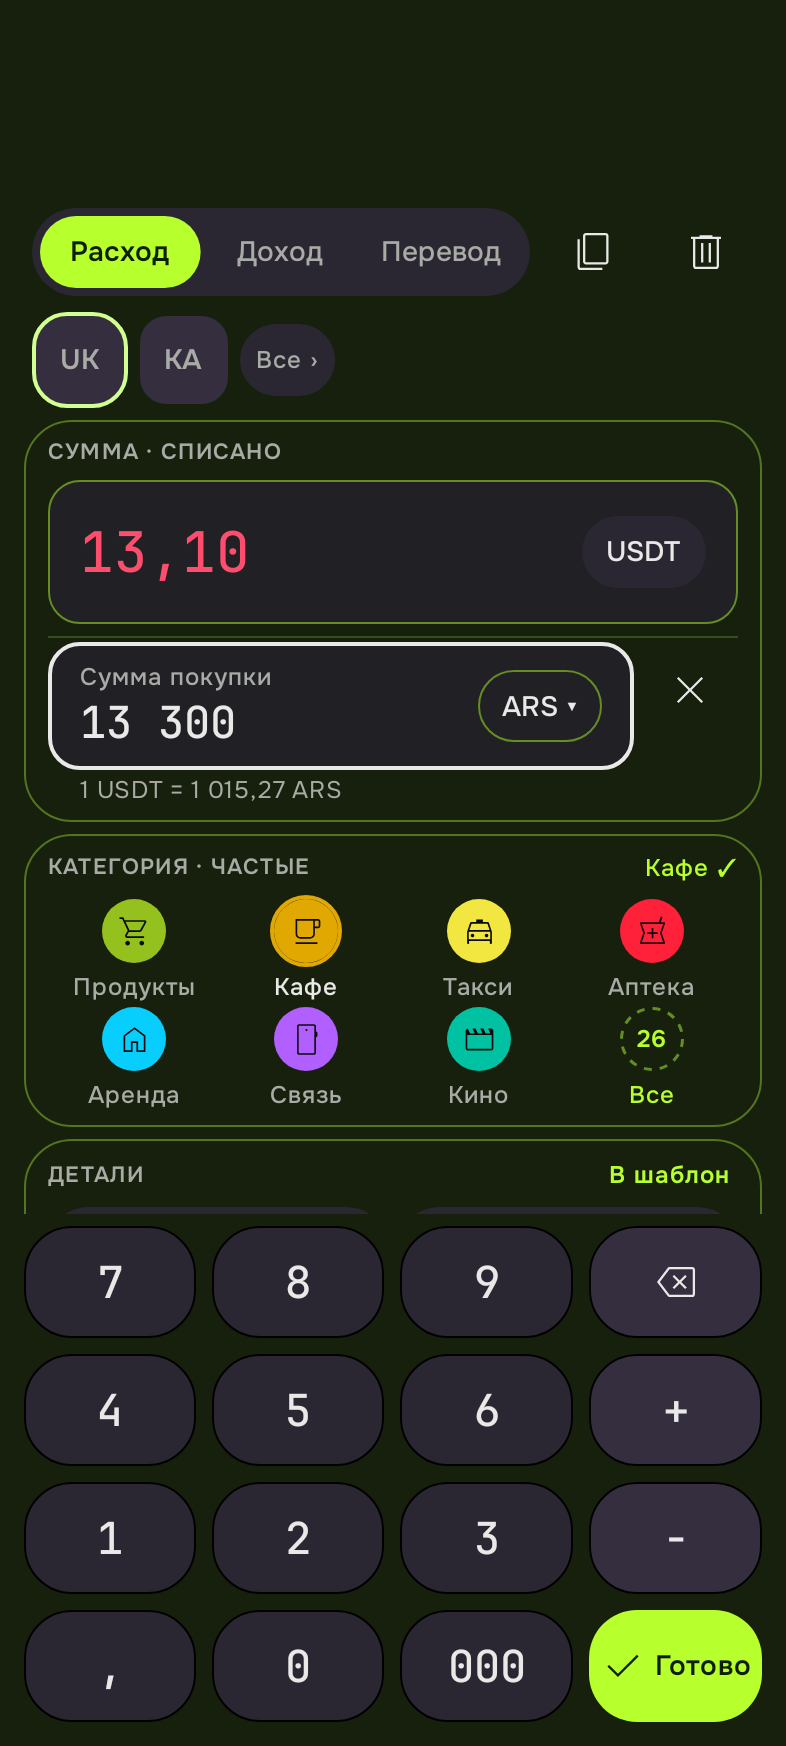 Расход Доход Перевод
UK KA Все ›
СУММА · СПИСАНО
13,10 USDT
Сумма покупки
13 300 ARS ▾
1 USDT = 1 015,27 ARS
КАТЕГОРИЯ · ЧАСТЫЕ Кафе ✓
Продукты Кафе Такси Аптека
26
Аренда Связь Кино Все
ДЕТАЛИ В шаблон
7 8 9
4 5 6 +
1 2 3 -
, 0 000 Готово